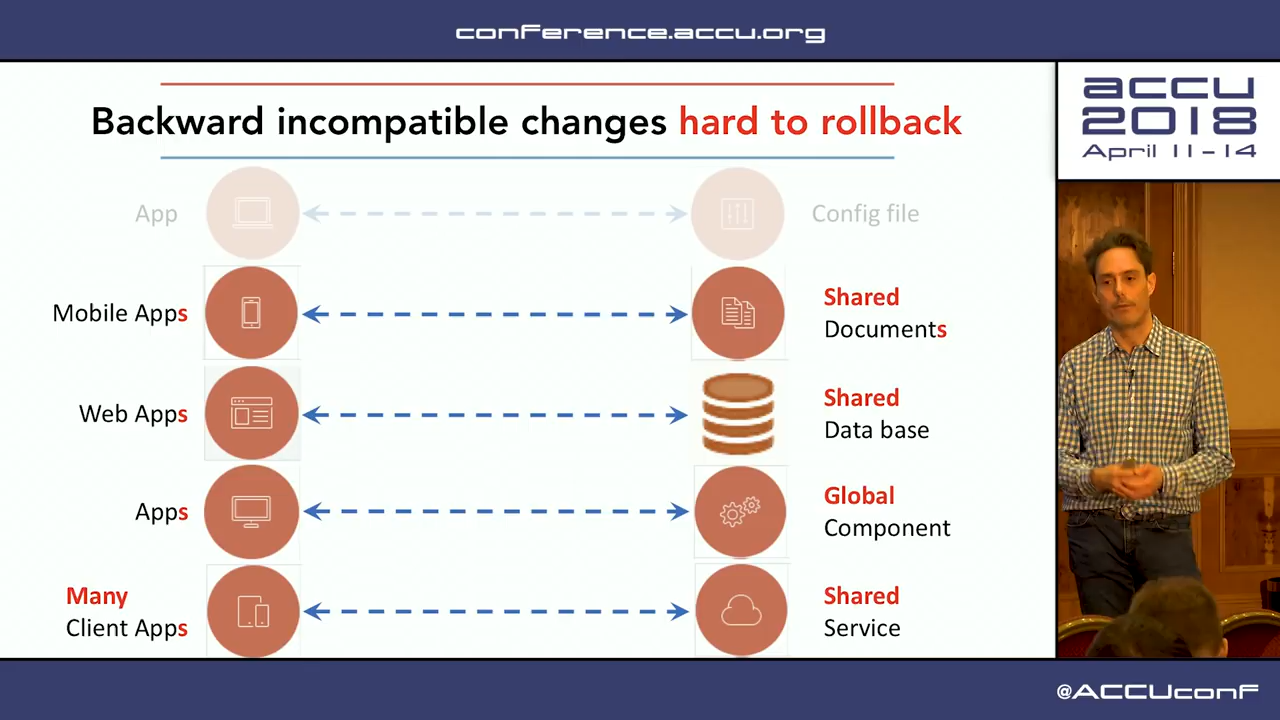 conference.accu.org
Backward incompatible changes hard to rollback
accu
2018
April 11-14
App
Config file
Mobile Apps
Shared
Documents
Web Apps
Shared
Data base
Apps
Global
Component
Many
Client Apps
Shared
Service
@ACCUconf